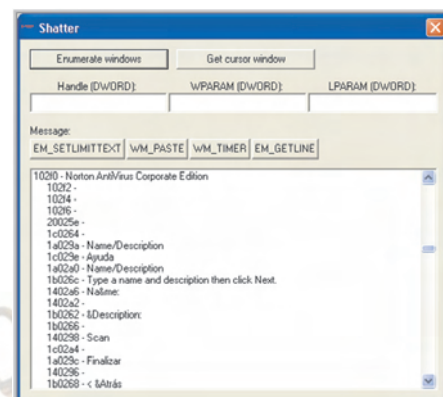 Shatter
Enumerate windows Get cursor window
Handle (DWORD): WPARAM (DWORD): LPARAM (DWORD):
Message:
EM_SETLIMITTEXT WM_PASTE WM_TIMER EM_GETLINE
102f0 - Norton AntiVirus Corporate Edition
102f2 -
102f4 -
102f6 -
20025e -
1c0264 -
1a029a - Name/Description
1c029e - Ayuda
1a02a0 - Name/Description
1b026c - Type a name and description then click Next.
1402a6 - Na&me:
1402a2 -
1b0262 - &Description:
1b0266 -
140298 - Scan
1c02a4 -
1a029c - Finalizar
140296 -
1b0268 - < &Atrás